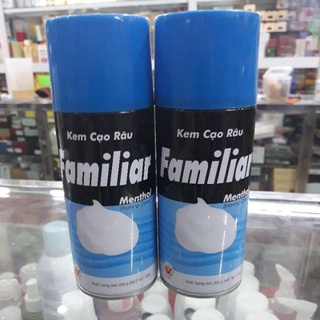 Kem Cạo Râu
Familiar
Menthol
Kem Cạo Râu
Familiar
Menthol